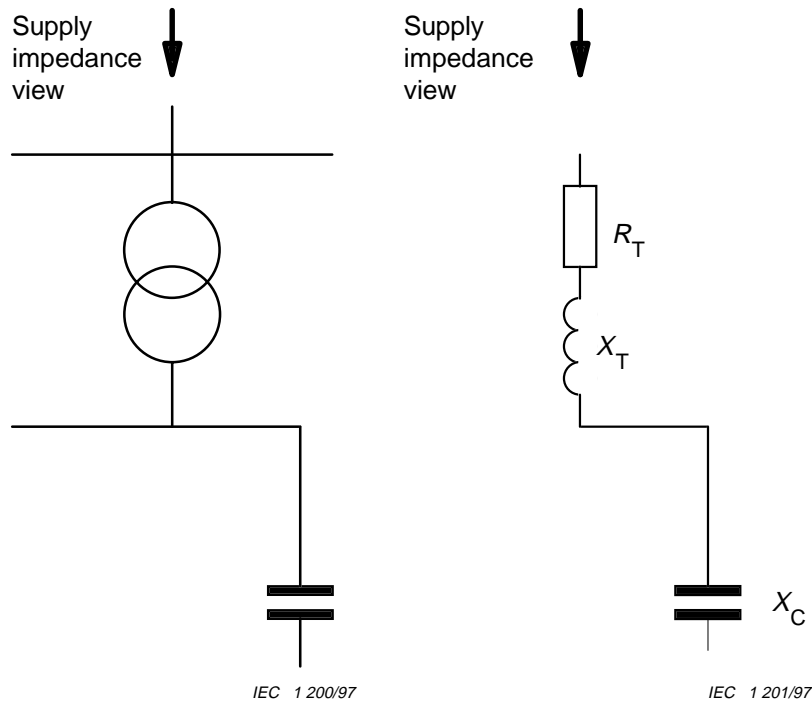 Supply
impedance
view
Supply
impedance
view
R_T
X_T
X_C
IEC 1 200/97
IEC 1 201/97